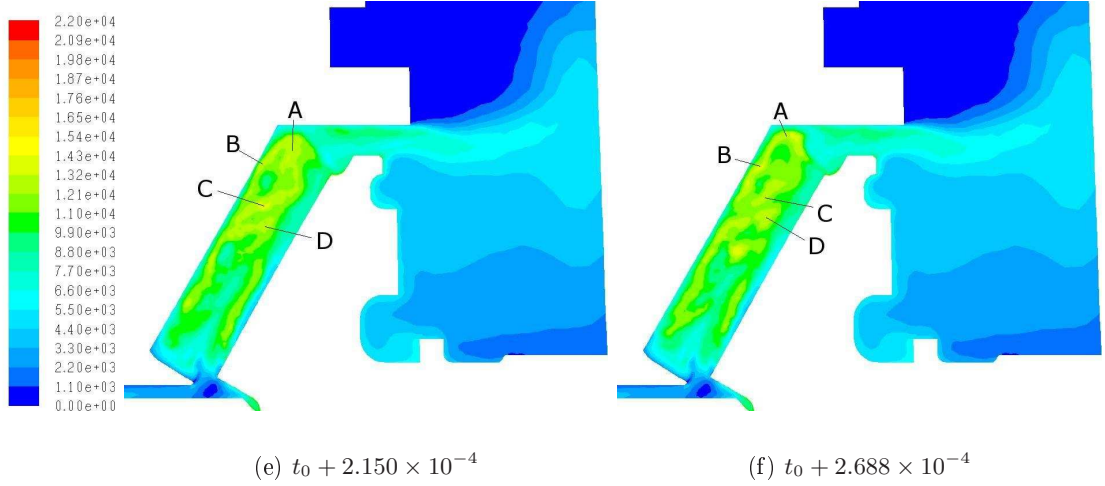 2.20e+04
2.09e+04
1.98e+04
1.87e+04
1.76e+04
1.65e+04
1.54e+04
1.43e+04
1.32e+04
1.21e+04
1.10e+04
9.90e+03
8.80e+03
7.70e+03
6.60e+03
5.50e+03
4.40e+03
3.30e+03
2.20e+03
1.10e+03
0.00e+00
A
B
C
D
A
B
C
D
(e) t₀ + 2.150 × 10⁻⁴
(f) t₀ + 2.688 × 10⁻⁴